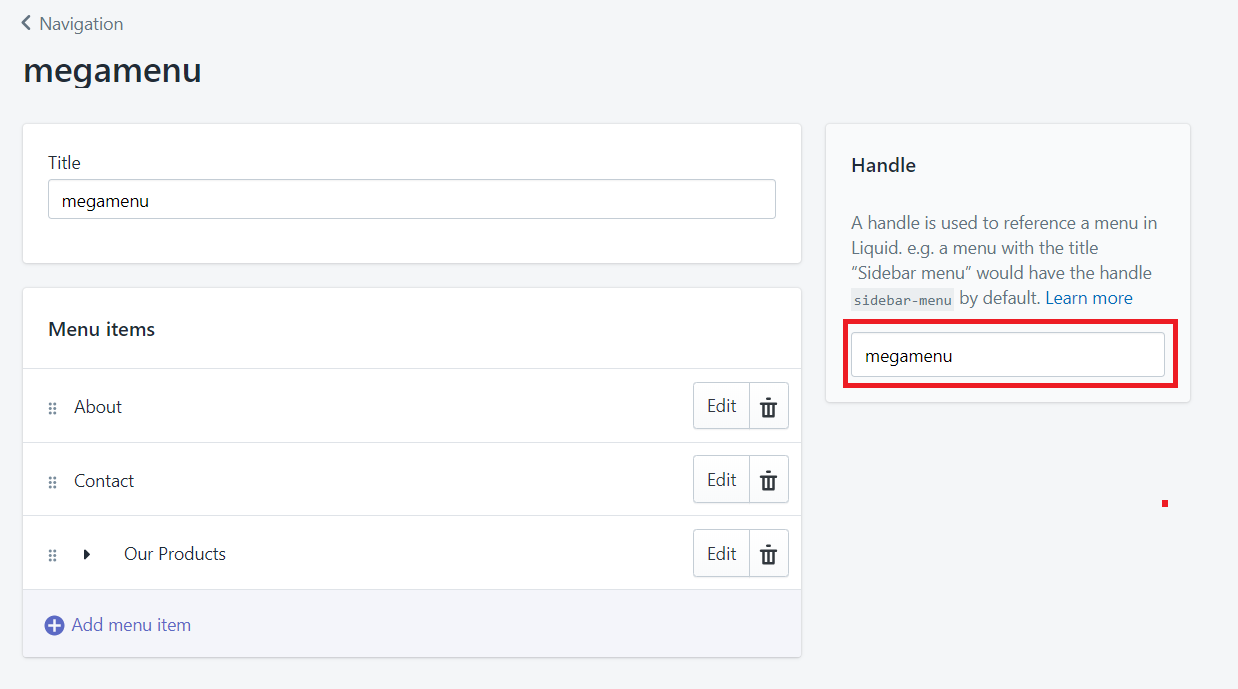 Navigation
megamenu
Title
megamenu
Menu items
About
Edit
Contact
Edit
Our Products
Edit
Add menu item
Handle
A handle is used to reference a menu in
Liquid. e.g. a menu with the title
“Sidebar menu” would have the handle
sidebar-menu by default. Learn more
megamenu